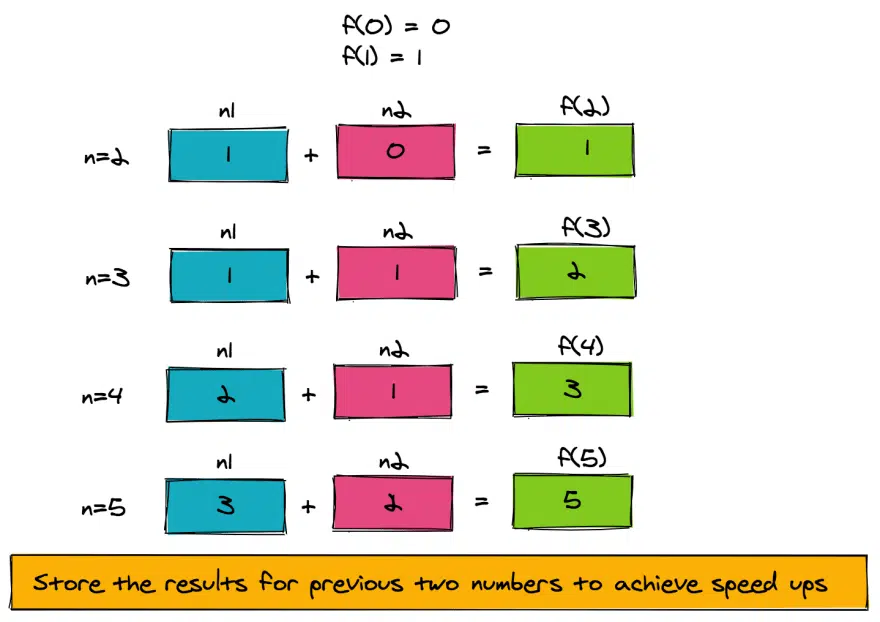 f(0) = 0
f(1) = 1
n1 n2 f(2)
n=2 1 + 0 = 1
n1 n2 f(3)
n=3 1 + 1 = 2
n1 n2 f(4)
n=4 2 + 1 = 3
n1 n2 f(5)
n=5 3 + 2 = 5
Store the results for previous two numbers to achieve speed ups